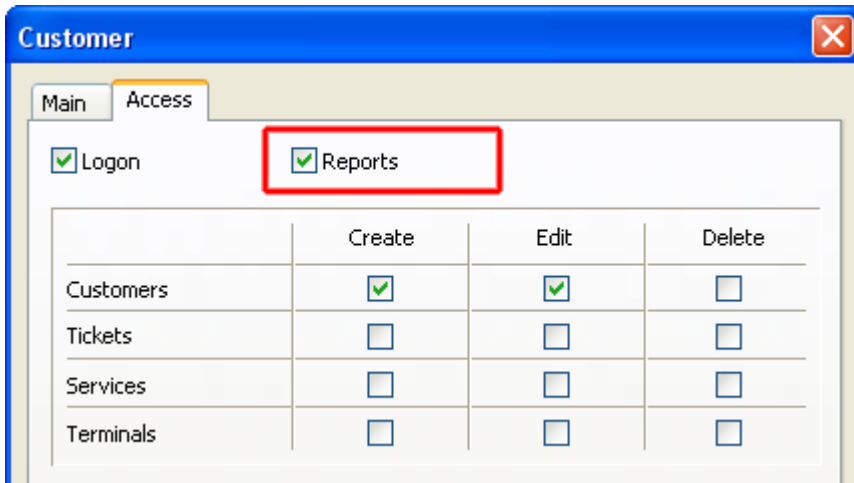 Customer
Main Access
Logon Reports
Create Edit Delete
Customers
Tickets
Services
Terminals